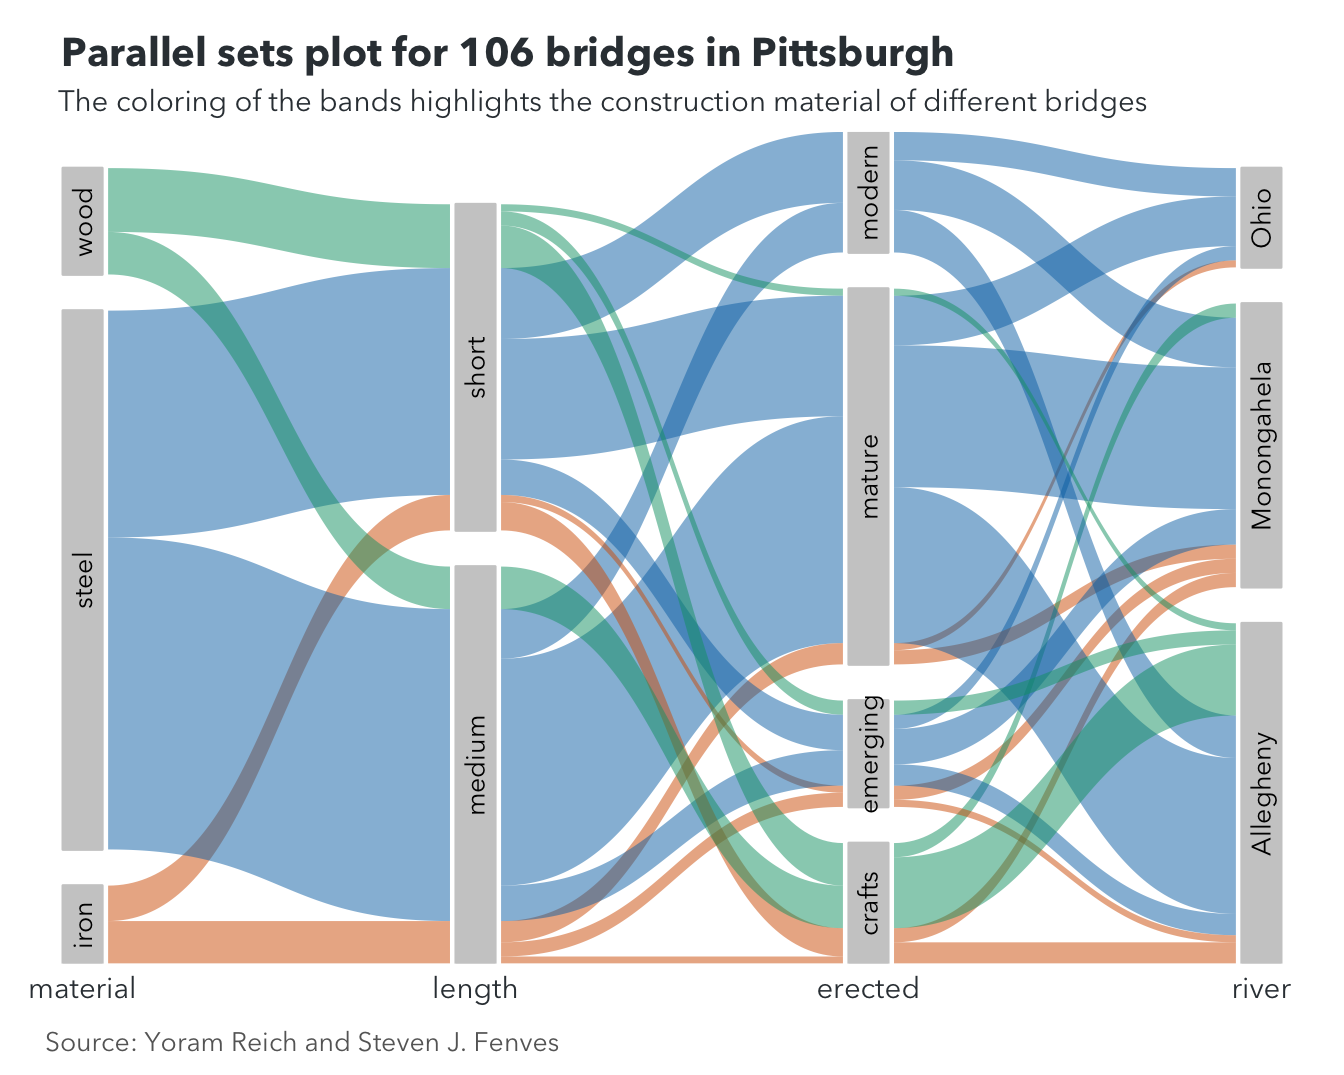 Parallel sets plot for 106 bridges in Pittsburgh
The coloring of the bands highlights the construction material of different bridges
wood
steel
iron
short
medium
modern
mature
emerging
crafts
Ohio
Monongahela
Allegheny
material
length
erected
river
Source: Yoram Reich and Steven J. Fenves